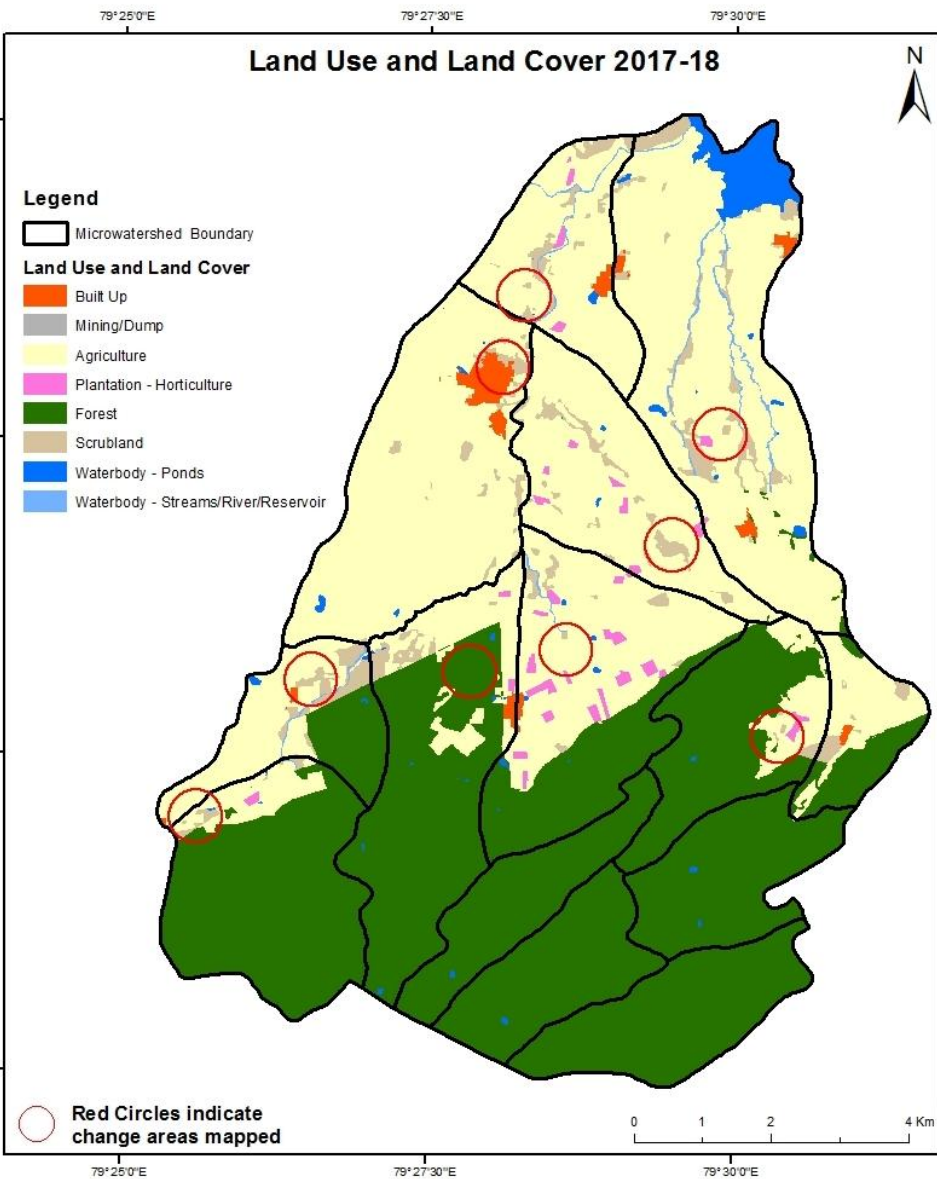 79°25'0"E
79°27'30"E
79°30'0"E
Land Use and Land Cover 2017-18
N
Legend
Microwatershed Boundary
Land Use and Land Cover
Built Up
Mining/Dump
Agriculture
Plantation - Horticulture
Forest
Scrubland
Waterbody - Ponds
Waterbody - Streams/River/Reservoir
Red Circles indicate
change areas mapped
0 1 2 4 Km
79°25'0"E
79°27'30"E
79°30'0"E